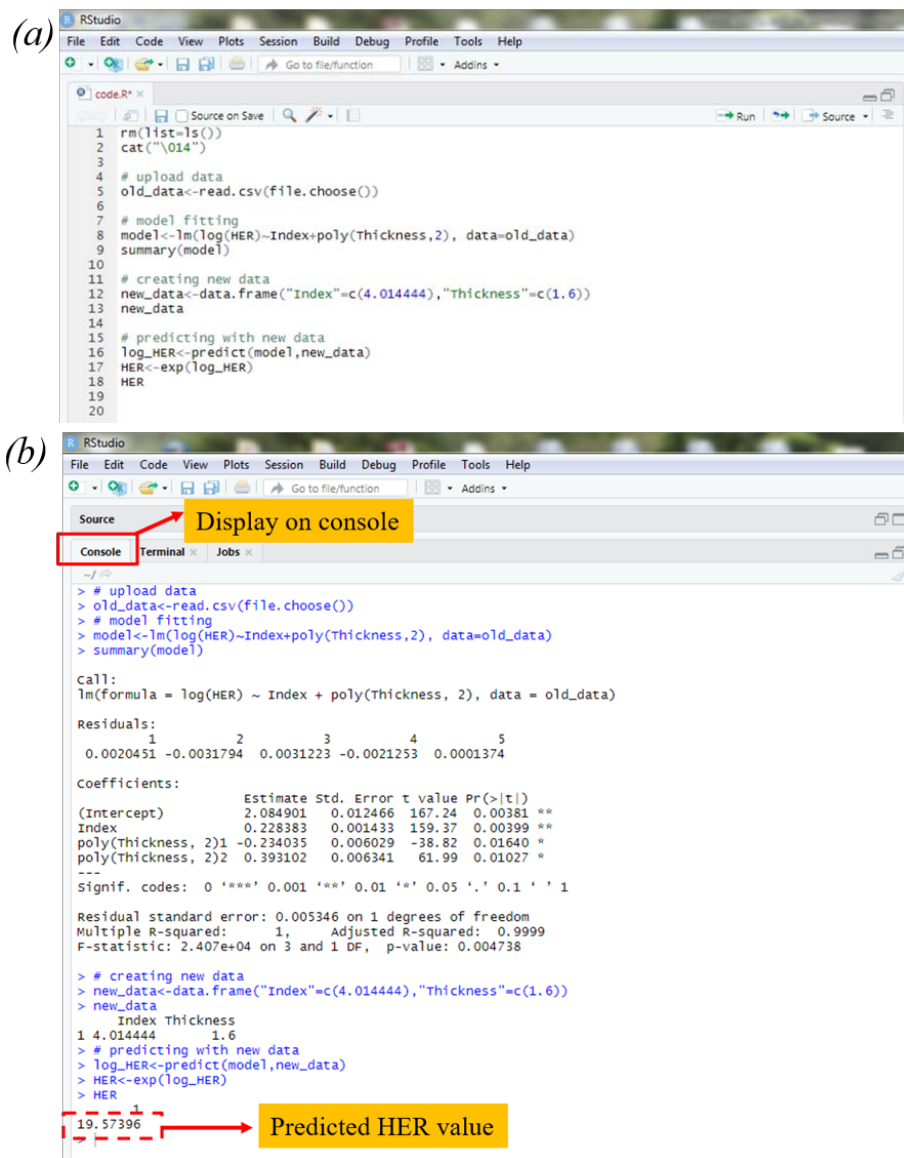 (a)
RStudio
File Edit Code View Plots Session Build Debug Profile Tools Help
Go to file/function Addins
code.R*
Source on Save Run Source
1 rm(list=ls())
2 cat("\014")
3
4 # upload data
5 old_data<-read.csv(file.choose())
6
7 # model fitting
8 model<-lm(log(HER)~Index+poly(Thickness,2), data=old_data)
9 summary(model)
10
11 # creating new data
12 new_data<-data.frame("Index"=c(4.014444),"Thickness"=c(1.6))
13 new_data
14
15 # predicting with new data
16 log_HER<-predict(model,new_data)
17 HER<-exp(log_HER)
18 HER
19
20
(b)
RStudio
File Edit Code View Plots Session Build Debug Profile Tools Help
Go to file/function Addins
Source
Display on console
Console Terminal Jobs
~/
> # upload data
> old_data<-read.csv(file.choose())
> # model fitting
> model<-lm(log(HER)~Index+poly(Thickness,2), data=old_data)
> summary(model)
Call:
lm(formula = log(HER) ~ Index + poly(Thickness, 2), data = old_data)
Residuals:
1 2 3 4 5
0.0020451 -0.0031794 0.0031223 -0.0021253 0.0001374
Coefficients:
Estimate Std. Error t value Pr(>|t|)
(Intercept) 2.084901 0.012466 167.24 0.00381 **
Index 0.228383 0.001433 159.37 0.00399 **
poly(Thickness, 2)1 -0.234035 0.006029 -38.82 0.01640 *
poly(Thickness, 2)2 0.393102 0.006341 61.99 0.01027 *
---
Signif. codes: 0 ‘***’ 0.001 ‘**’ 0.01 ‘*’ 0.05 ‘.’ 0.1 ‘ ’ 1
Residual standard error: 0.005346 on 1 degrees of freedom
Multiple R-squared: 1, Adjusted R-squared: 0.9999
F-statistic: 2.407e+04 on 3 and 1 DF, p-value: 0.004738
> # creating new data
> new_data<-data.frame("Index"=c(4.014444),"Thickness"=c(1.6))
> new_data
Index Thickness
1 4.014444 1.6
> # predicting with new data
> log_HER<-predict(model,new_data)
> HER<-exp(log_HER)
> HER
1
19.57396
Predicted HER value
>